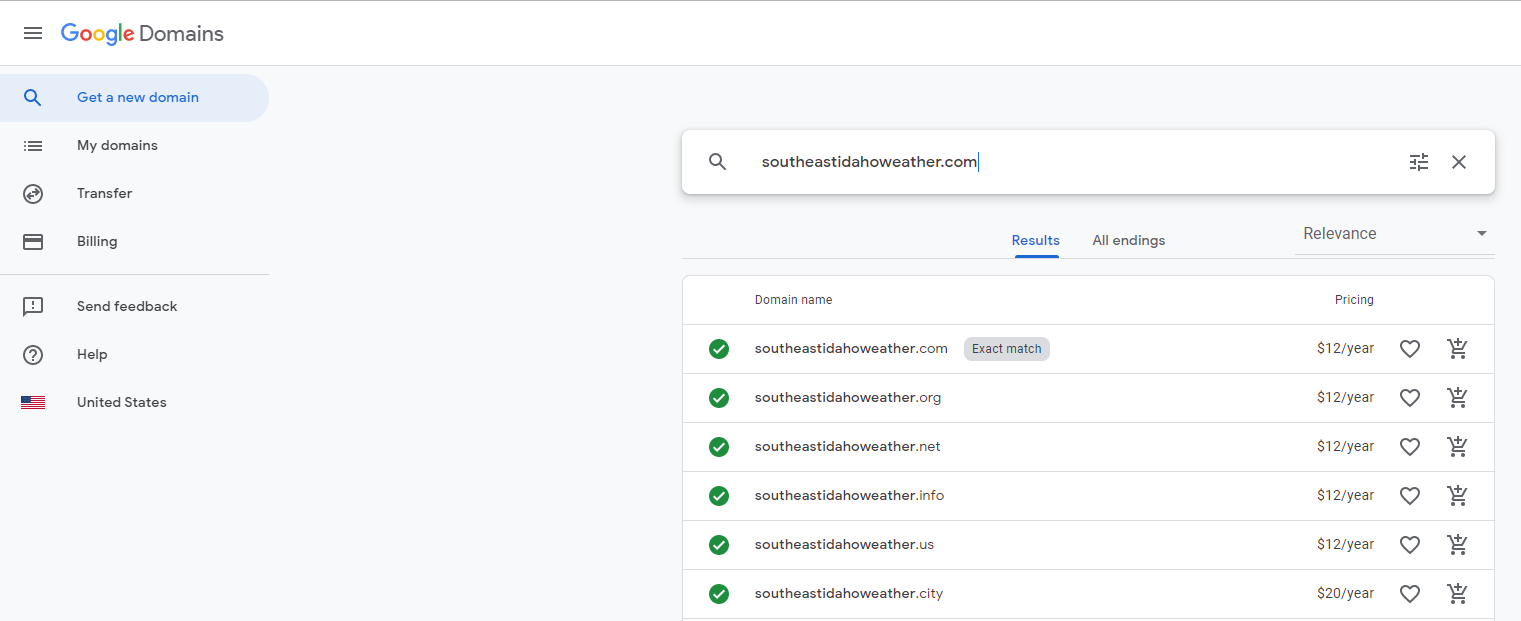 Google Domains
Get a new domain
My domains
Transfer
Billing
Send feedback
Help
United States
southeastidahoweather.com
Results All endings Relevance
Domain name Pricing
southeastidahoweather.com Exact match $12/year
southeastidahoweather.org $12/year
southeastidahoweather.net $12/year
southeastidahoweather.info $12/year
southeastidahoweather.us $12/year
southeastidahoweather.city $20/year